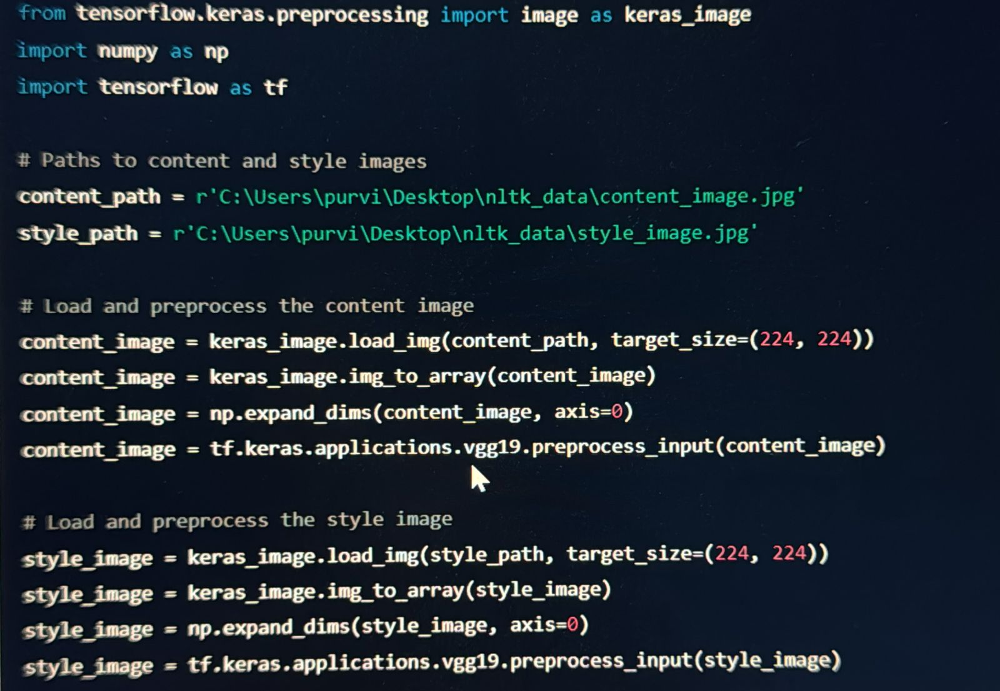 from tensorflow.keras.preprocessing import image as keras_image
import numpy as np
import tensorflow as tf
# Paths to content and style images
content_path = r'C:\Users\purvi\Desktop\nltk_data\content_image.jpg'
style_path = r'C:\Users\purvi\Desktop\nltk_data\style_image.jpg'
# Load and preprocess the content image
content_image = keras_image.load_img(content_path, target_size=(224, 224))
content_image = keras_image.img_to_array(content_image)
content_image = np.expand_dims(content_image, axis=0)
content_image = tf.keras.applications.vgg19.preprocess_input(content_image)
# Load and preprocess the style image
style_image = keras_image.load_img(style_path, target_size=(224, 224))
style_image = keras_image.img_to_array(style_image)
style_image = np.expand_dims(style_image, axis=0)
style_image = tf.keras.applications.vgg19.preprocess_input(style_image)